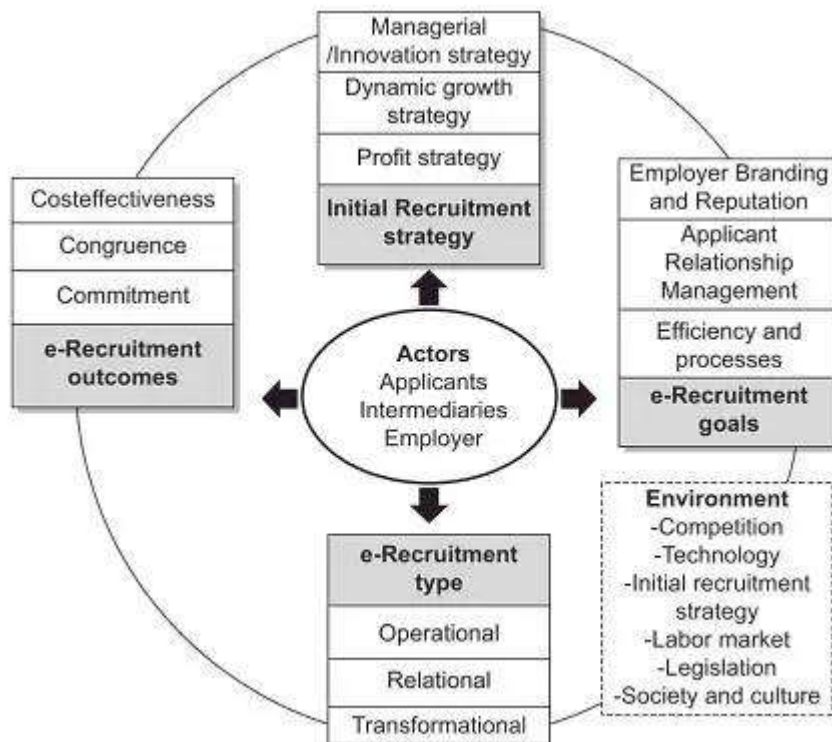 Managerial
/Innovation strategy
Dynamic growth
strategy
Profit strategy
Initial Recruitment
strategy
Costeffectiveness
Congruence
Commitment
e-Recruitment
outcomes
Employer Branding
and Reputation
Applicant
Relationship
Management
Efficiency and
processes
e-Recruitment
goals
Actors
Applicants
Intermediaries
Employer
e-Recruitment
type
Operational
Relational
Transformational
Environment
-Competition
-Technology
-Initial recruitment
strategy
-Labor market
-Legislation
-Society and culture